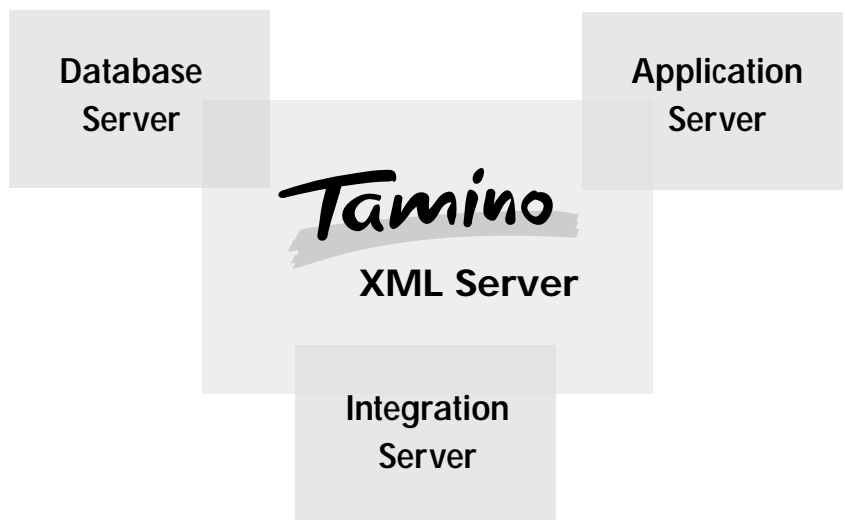 Database
Server
Application
Server
Tamino
XML Server
Integration
Server